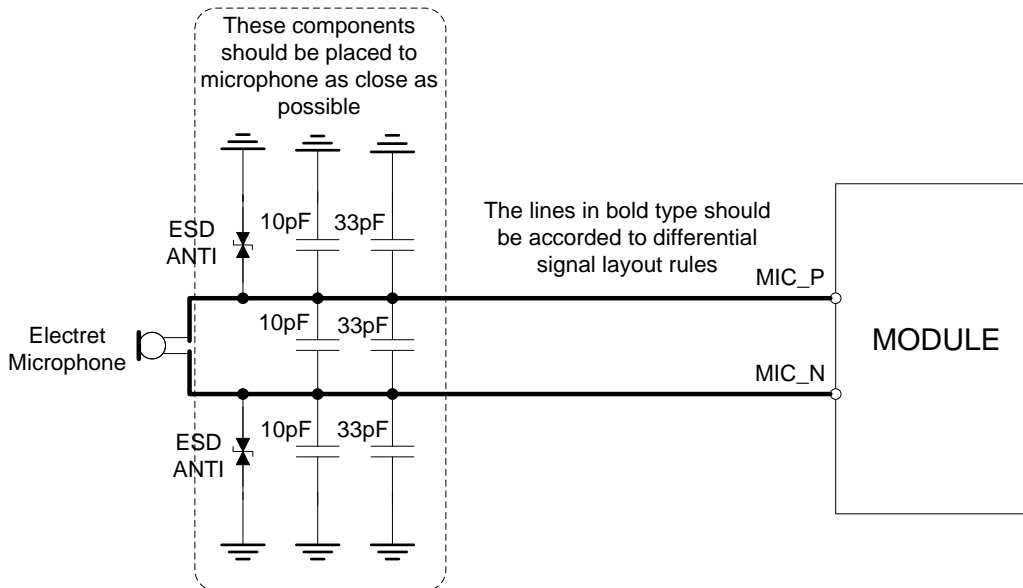 These components
should be placed to
microphone as close as
possible
ESD
ANTI
10pF
33pF
The lines in bold type should
be accorded to differential
signal layout rules
MIC_P
Electret
Microphone
10pF
33pF
MODULE
MIC_N
ESD
ANTI
10pF
33pF